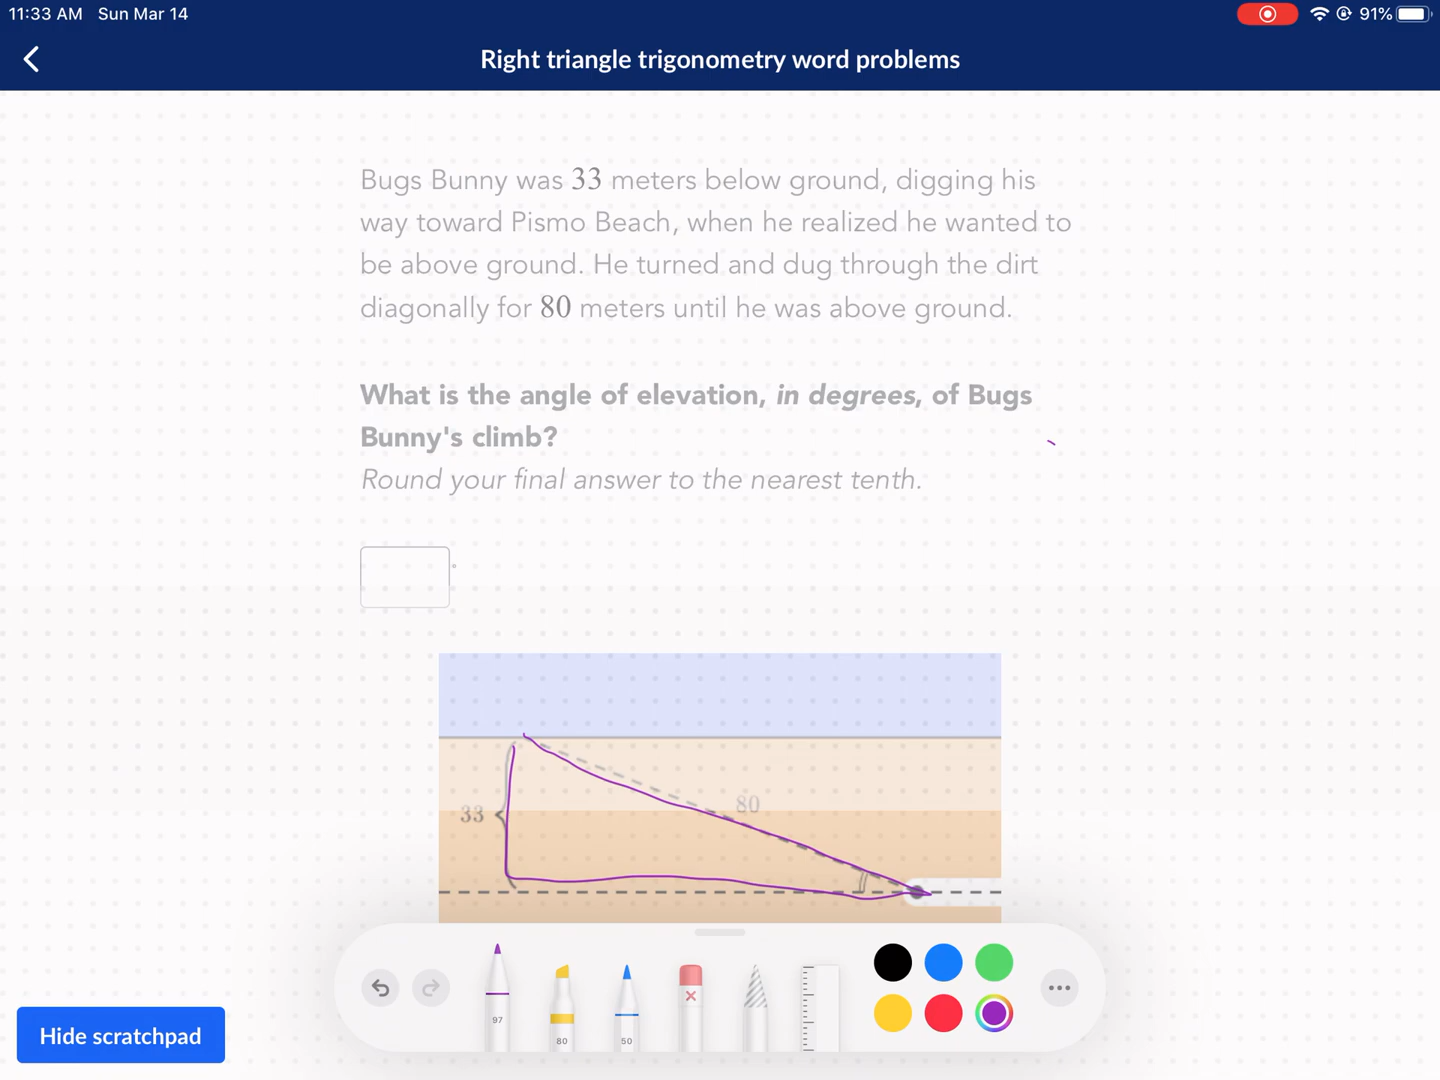 11:33 AM Sun Mar 14 91%
Right triangle trigonometry word problems
Bugs Bunny was 33 meters below ground, digging his
way toward Pismo Beach, when he realized he wanted to
be above ground. He turned and dug through the dirt
diagonally for 80 meters until he was above ground.
What is the angle of elevation, in degrees, of Bugs
Bunny's climb?
Round your final answer to the nearest tenth.
°
80
33
97
80
50
Hide scratchpad